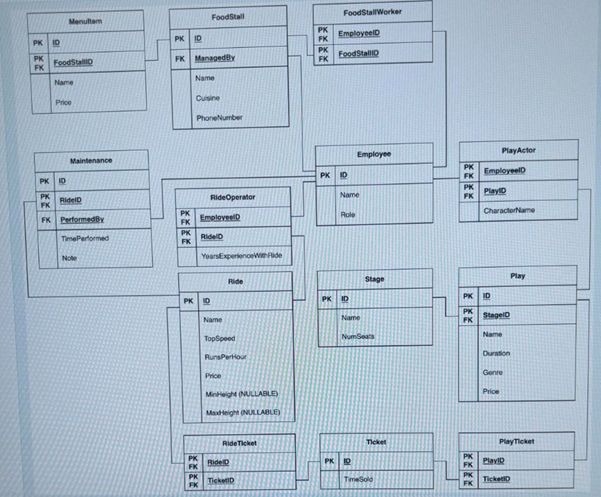 MenuItem
PK ID
PK FK FoodStallID
Name
Price
FoodStall
PK ID
FK ManagedBy
Name
Cuisine
PhoneNumber
FoodStallWorker
PK FK EmployeeID
PK FK FoodStallID
Maintenance
PK ID
PK FK RideID
FK PerformedBy
TimePerformed
Note
RideOperator
PK FK EmployeeID
PK FK RideID
YearsExperienceWithRide
Employee
PK ID
Name
Role
PlayActor
PK FK EmployeeID
PK FK PlayID
CharacterName
Ride
PK ID
Name
TopSpeed
RunsPerHour
Price
MinHeight (NULLABLE)
MaxHeight (NULLABLE)
Stage
PK ID
Name
NumSeats
Play
PK ID
PK FK StageID
Name
Duration
Genre
Price
RideTicket
PK FK RideID
PK FK TicketID
Ticket
PK ID
TimeSold
PlayTicket
PK FK PlayID
PK FK TicketID